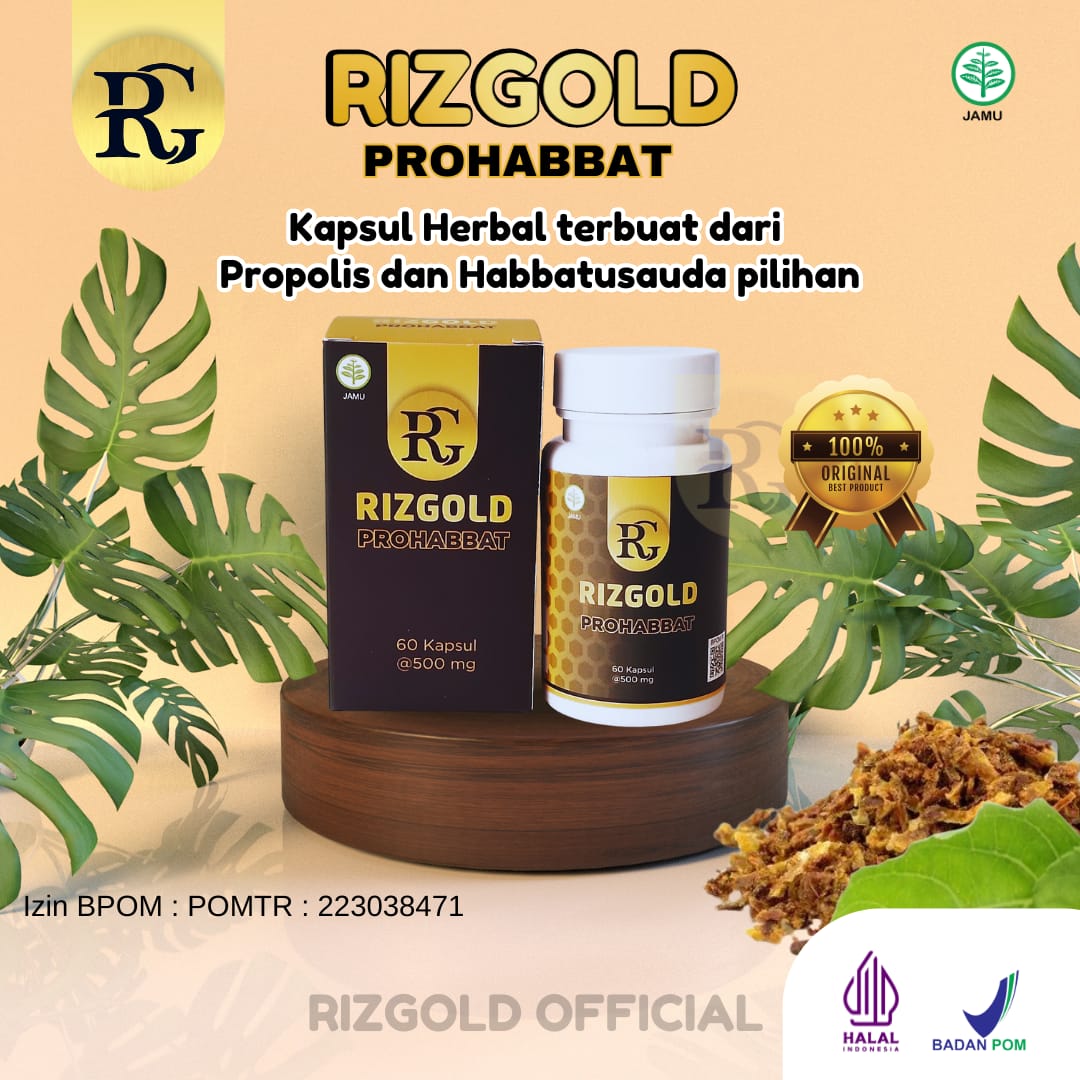 RG
RIZGOLD
PROHABBAT
JAMU
Kapsul Herbal terbuat dari
Propolis dan Habbatusauda pilihan
RIZGOLD
PROHABBAT
JAMU
RG
RIZGOLD
PROHABBAT
60 Kapsul
@500 mg
JAMU
RG
RIZGOLD
PROHABBAT
60 Kapsul
@500 mg
RG
100%
ORIGINAL
BEST PRODUCT
Izin BPOM : POMTR : 223038471
RIZGOLD OFFICIAL
HALAL
INDONESIA
BADAN POM